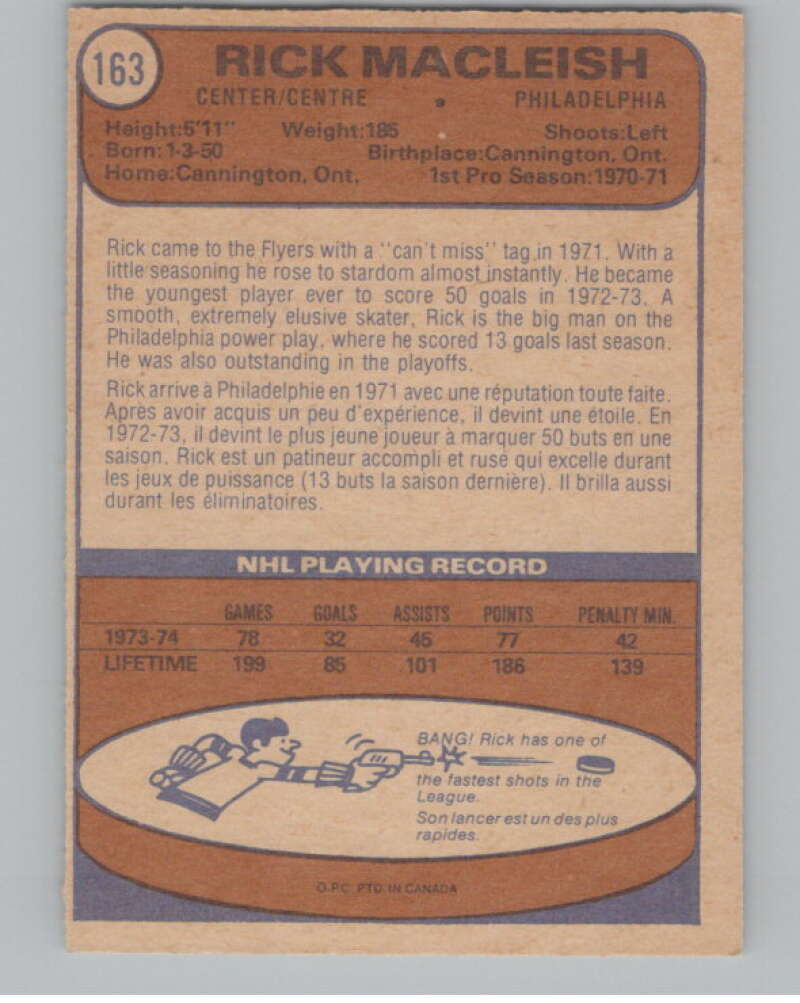 163
RICK MACLEISH
CENTER/CENTRE . PHILADELPHIA
Height:5'11" Weight:185 Shoots:Left
Born:1-3-50 Birthplace:Cannington, Ont.
Home:Cannington, Ont. 1st Pro Season:1970-71
Rick came to the Flyers with a "can't miss" tag in 1971. With a
little seasoning he rose to stardom almost instantly. He became
the youngest player ever to score 50 goals in 1972-73. A
smooth, extremely elusive skater, Rick is the big man on the
Philadelphia power play, where he scored 13 goals last season.
He was also outstanding in the playoffs.
Rick arrive à Philadelphie en 1971 avec une réputation toute faite.
Après avoir acquis un peu d'expérience, il devint une étoile. En
1972-73, il devint le plus jeune joueur à marquer 50 buts en une
saison. Rick est un patineur accompli et rusé qui excelle durant
les jeux de puissance (13 buts la saison dernière). Il brilla aussi
durant les éliminatoires.
NHL PLAYING RECORD
GAMES GOALS ASSISTS POINTS PENALTY MIN.
1973-74 78 32 45 77 42
LIFETIME 199 85 101 186 139
BANG! Rick has one of
the fastest shots in the
League.
Son lancer est un des plus
rapides.
O.P.C. PTD. IN CANADA